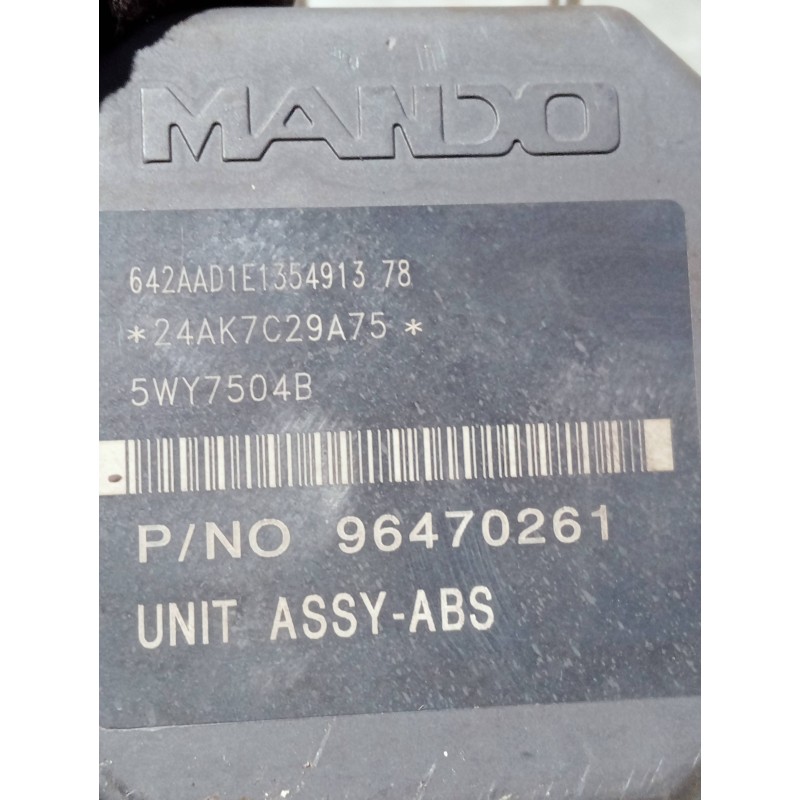 MANDO
642AAD1E1354913 78
*24AK7C29A75*
5WY7504B
P/NO 96470261
UNIT ASSY-ABS